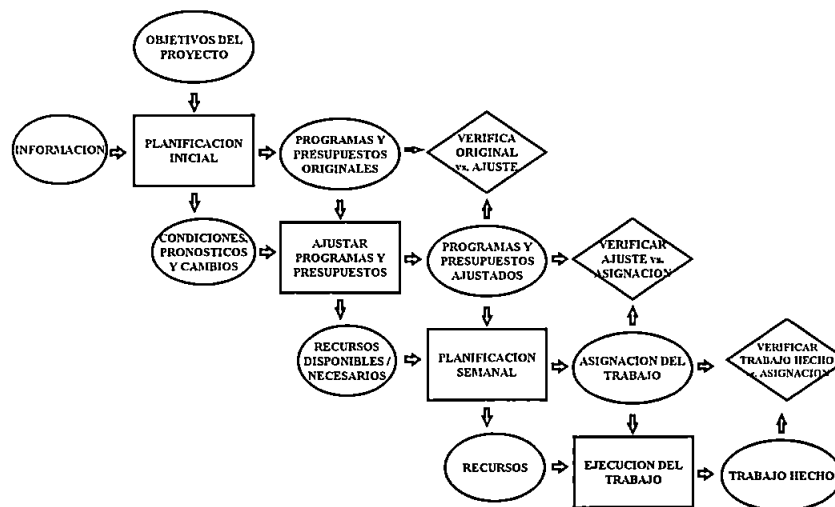 OBJETIVOS DEL
PROYECTO
INFORMACION
PLANIFICACION
INICIAL
PROGRAMAS Y
PRESUPUESTOS
ORIGINALES
VERIFICA
ORIGINAL
vs. AJUSTE
CONDICIONES,
PRONOSTICOS
Y CAMBIOS
AJUSTAR
PROGRAMAS Y
PRESUPUESTOS
PROGRAMAS Y
PRESUPUESTOS
AJUSTADOS
VERIFICAR
AJUSTE vs.
ASIGNACION
RECURSOS
DISPONIBLES /
NECESARIOS
PLANIFICACION
SEMANAL
ASIGNACION DEL
TRABAJO
VERIFICAR
TRABAJO HECHO
vs. ASIGNACION
RECURSOS
EJECUCION DEL
TRABAJO
TRABAJO HECHO